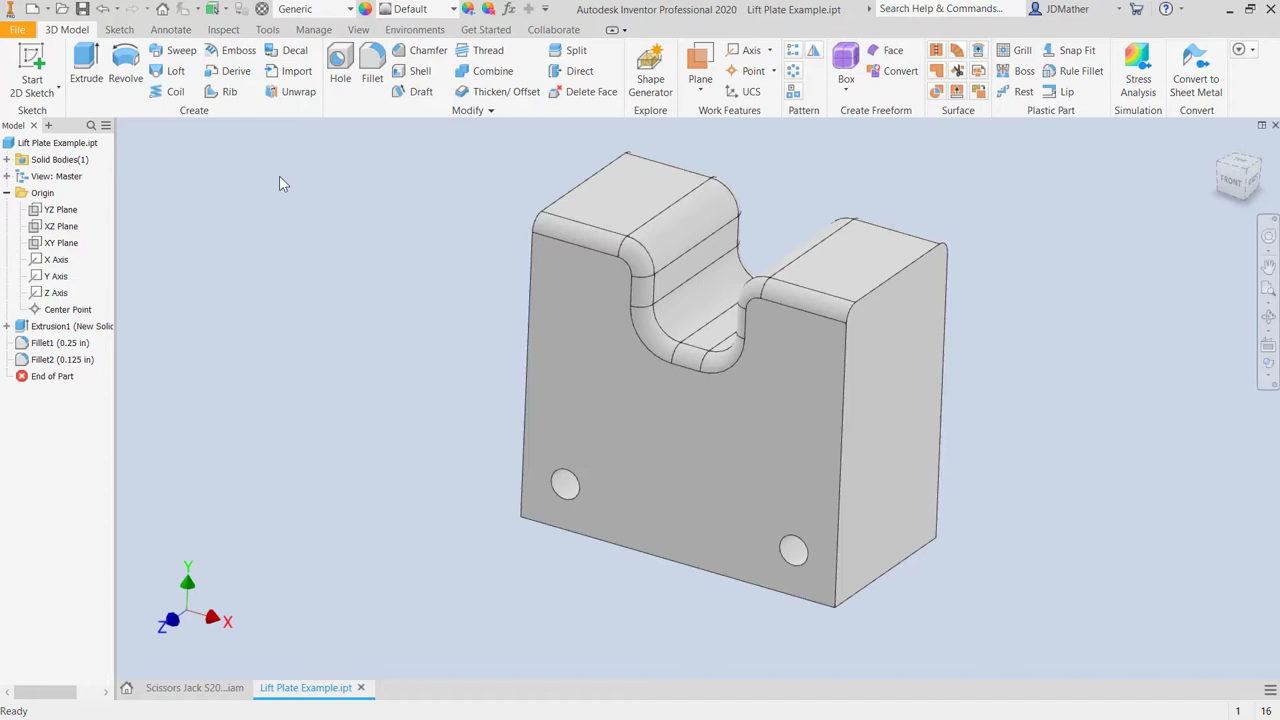 Generic
Default
Autodesk Inventor Professional 2020 Lift Plate Example.ipt
Search Help & Commands...
JDMather
File
3D Model
Sketch
Annotate
Inspect
Tools
Manage
View
Environments
Get Started
Collaborate
Start
2D Sketch
Extrude
Revolve
Sweep
Emboss
Decal
Loft
Derive
Import
Coil
Rib
Unwrap
Hole
Fillet
Chamfer
Thread
Split
Shell
Combine
Direct
Draft
Thicken/ Offset
Delete Face
Shape
Generator
Plane
Axis
Point
UCS
Box
Face
Convert
Grill
Snap Fit
Boss
Rule Fillet
Rest
Lip
Stress
Analysis
Convert to
Sheet Metal
Sketch
Create
Modify
Explore
Work Features
Pattern
Create Freeform
Surface
Plastic Part
Simulation
Convert
Model
Lift Plate Example.ipt
Solid Bodies(1)
View: Master
Origin
YZ Plane
XZ Plane
XY Plane
X Axis
Y Axis
Z Axis
Center Point
Extrusion1 (New Solid
Fillet1 (0.25 in)
Fillet2 (0.125 in)
End of Part
FRONT
Y
X
Z
Scissors Jack S20...iam
Lift Plate Example.ipt
Ready
1
16